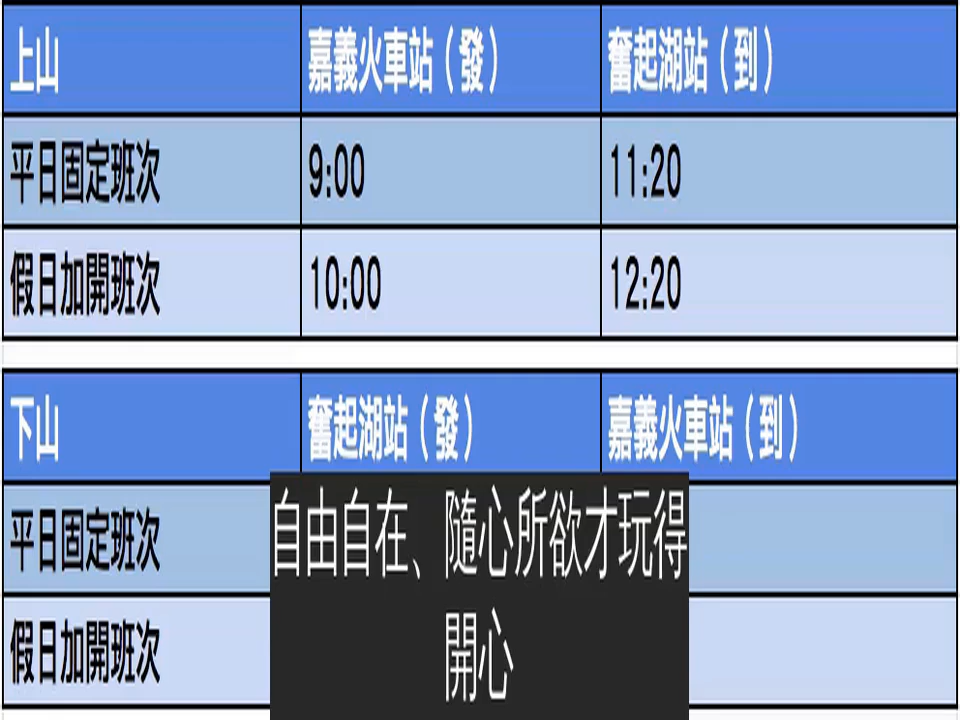 上山 嘉義火車站（發） 奮起湖站（到）
平日固定班次 9:00 11:20
假日加開班次 10:00 12:20
下山 奮起湖站（發） 嘉義火車站（到）
平日固定班次
假日加開班次
自由自在、隨心所欲才玩得
開心